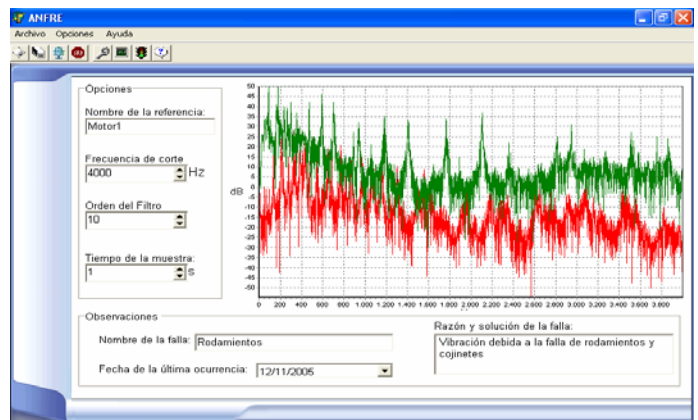 ANFRE
Archivo Opciones Ayuda
Opciones
Nombre de la referencia:
Motor1
Frecuencia de corte
4000 Hz
Orden del Filtro
10
Tiempo de la muestra:
1 s
dB
50
45
40
35
30
25
20
15
10
5
0
-5
-10
-15
-20
-25
-30
-35
-40
-45
-50
0 200 400 600 800 1.000 1.200 1.400 1.600 1.800 2.000 2.200 2.400 2.600 2.800 3.000 3.200 3.400 3.600 3.800
Observaciones
Nombre de la falla: Rodamientos
Fecha de la última ocurrencia: 12/11/2005
Razón y solución de la falla:
Vibración debida a la falla de rodamientos y
cojinetes